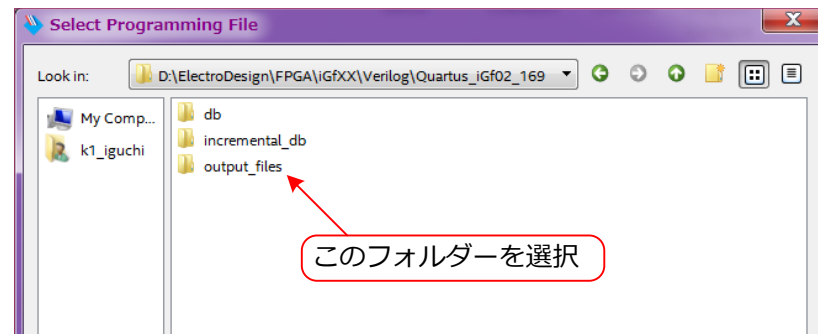 Select Programming File
Look in: D:\ElectroDesign\FPGA\iGfXX\Verilog\Quartus_iGf02_169
My Comp...
k1_iguchi
db
incremental_db
output_files
このフォルダーを選択